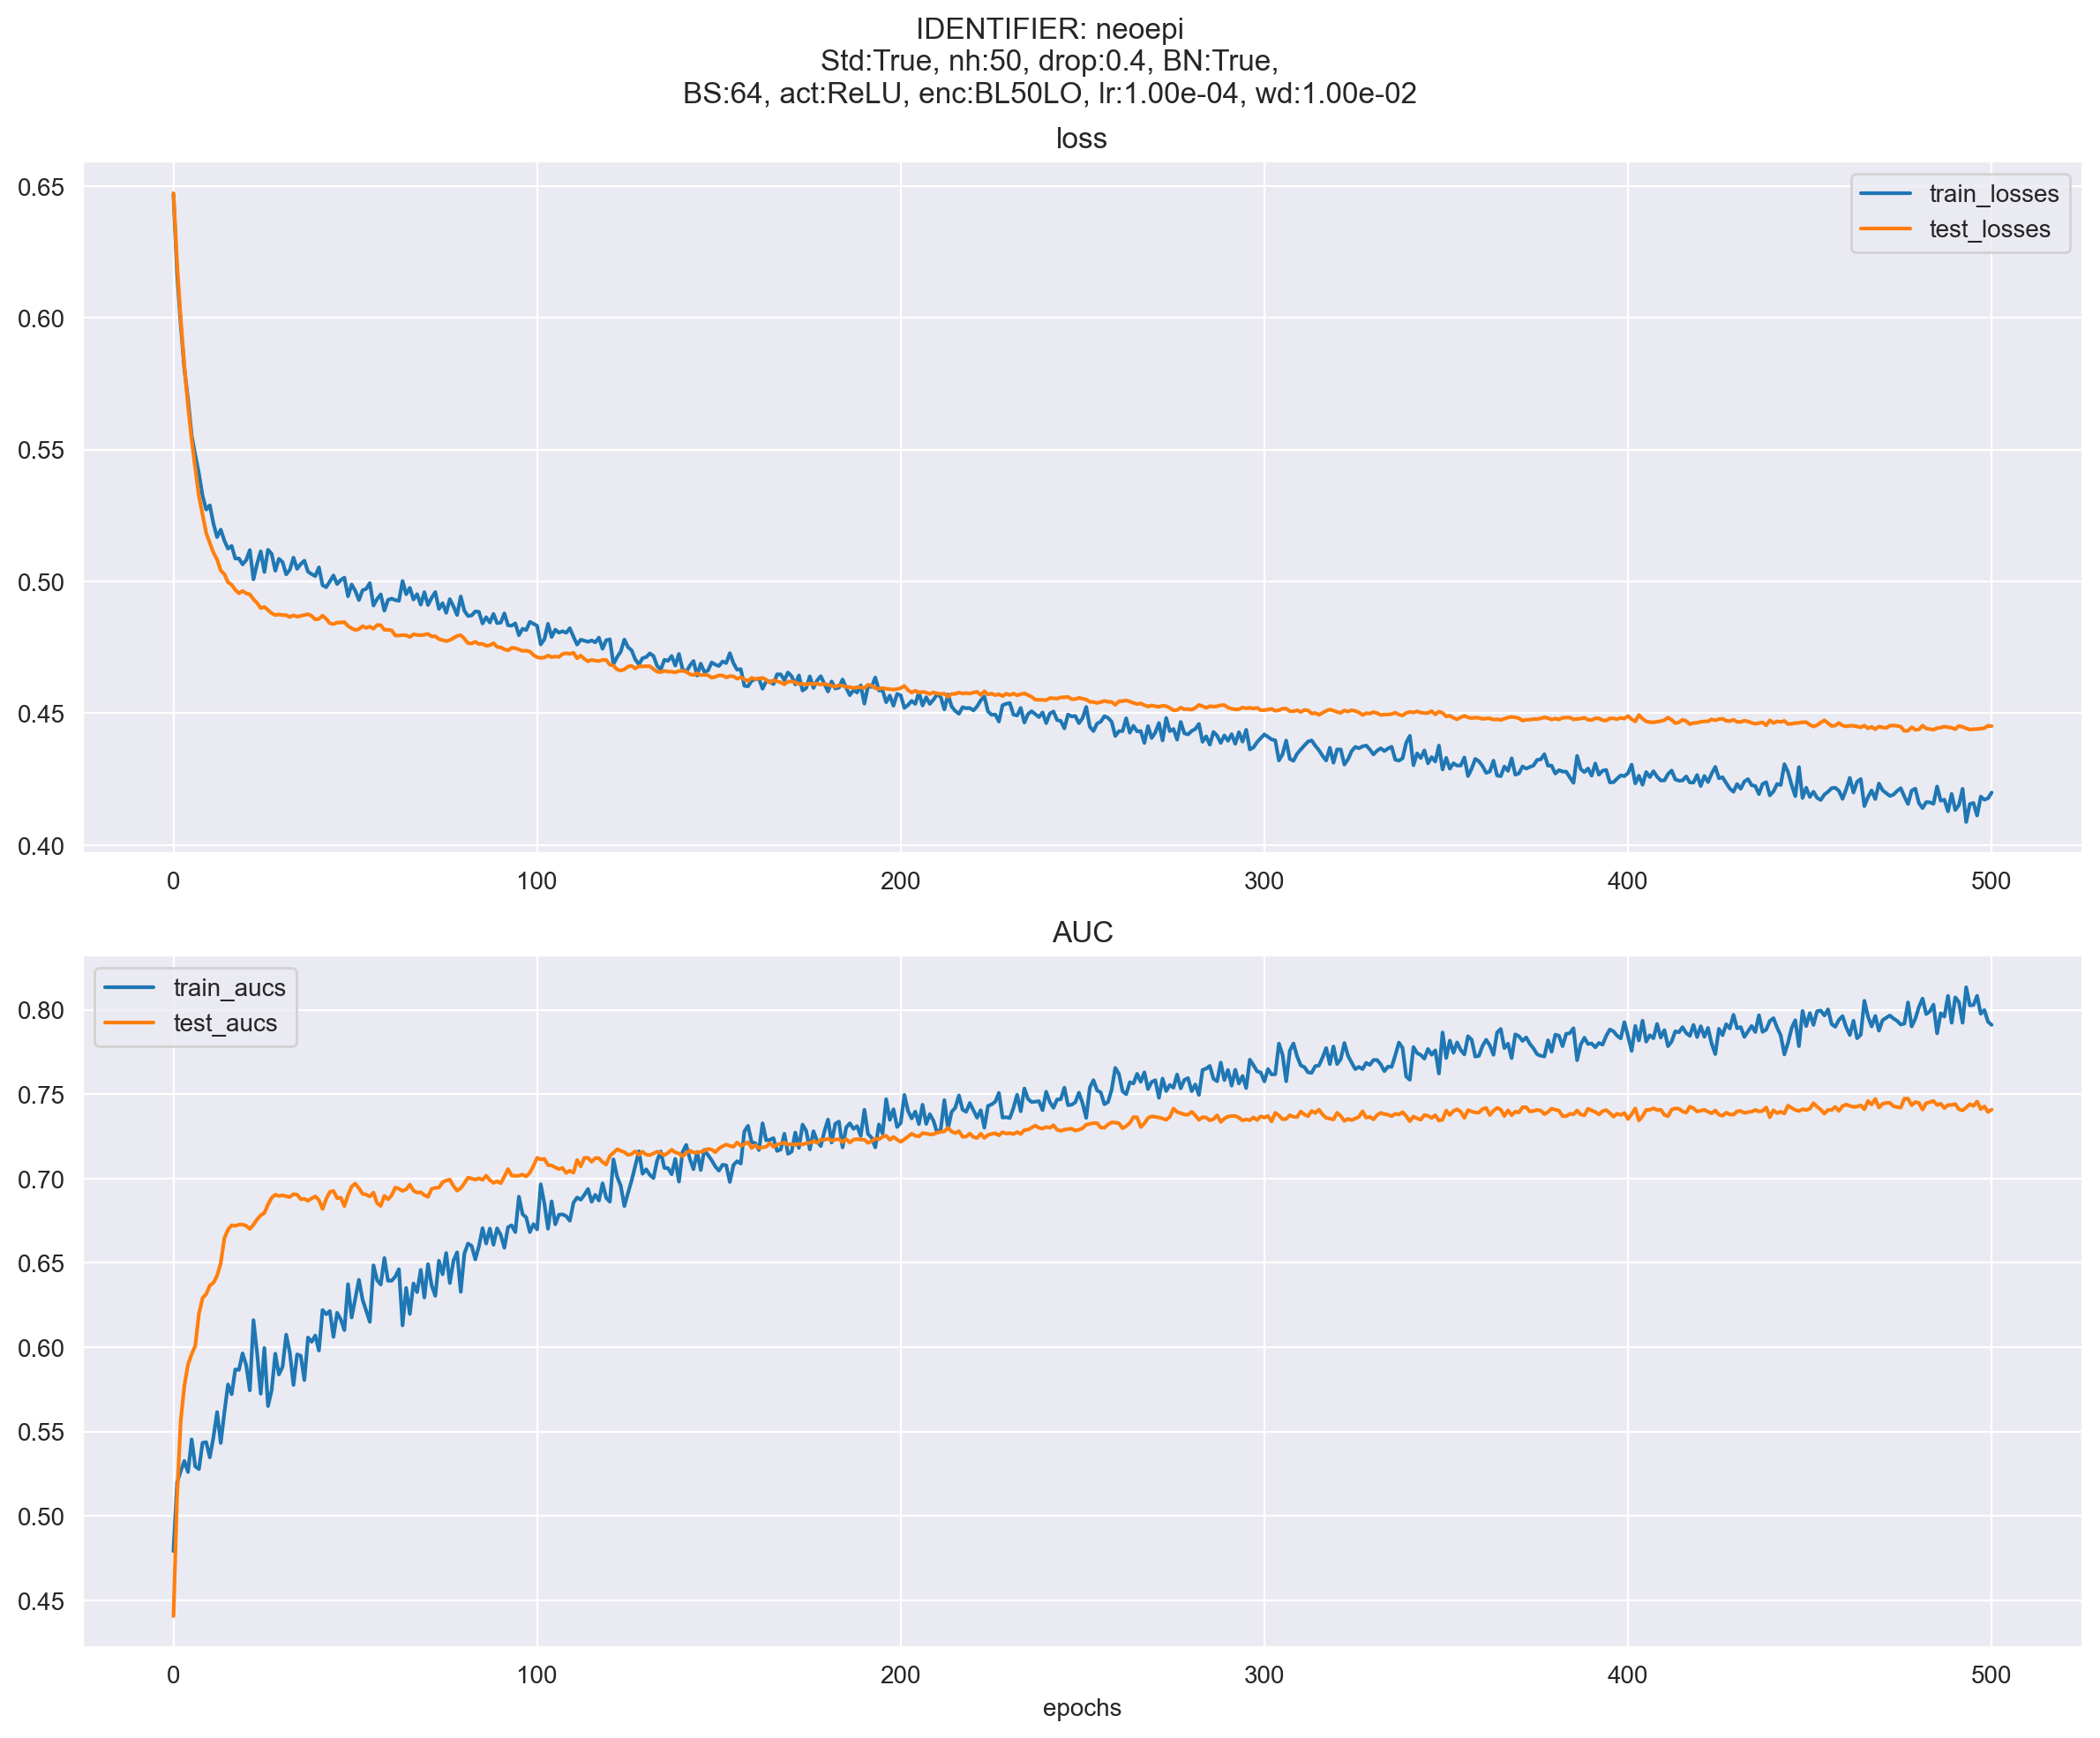 IDENTIFIER: neoepi
Std:True, nh:50, drop:0.4, BN:True,
BS:64, act:ReLU, enc:BL50LO, lr:1.00e-04, wd:1.00e-02
loss
train_losses
test_losses
0.65
0.60
0.55
0.50
0.45
0.40
0 100 200 300 400 500
AUC
train_aucs
test_aucs
0.80
0.75
0.70
0.65
0.60
0.55
0.50
0.45
0 100 200 300 400 500
epochs